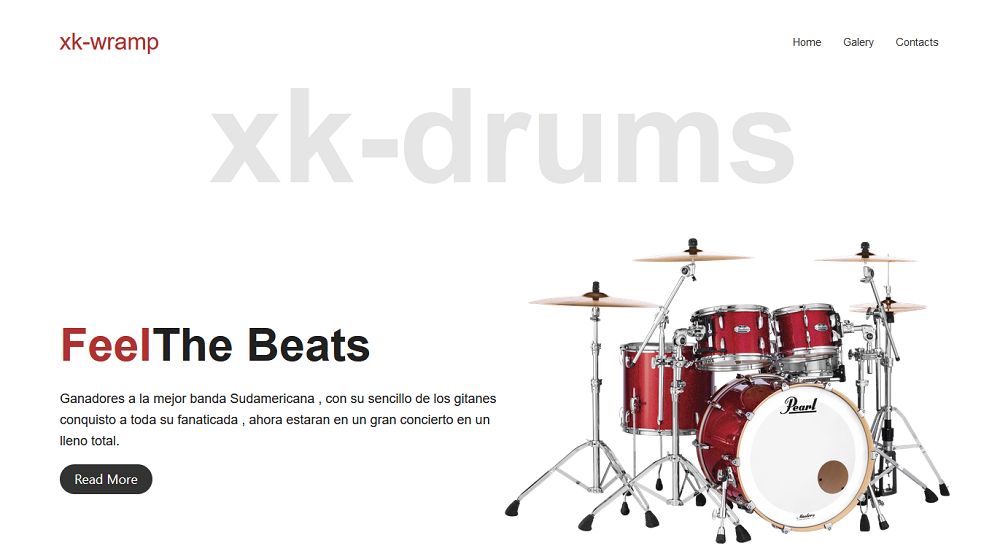 xk-wramp
Home Galery Contacts
xk-drums
FeelThe Beats
Ganadores a la mejor banda Sudamericana , con su sencillo de los gitanes
conquisto a toda su fanaticada , ahora estaran en un gran concierto en un
lleno total.
Read More
Pearl
Masters